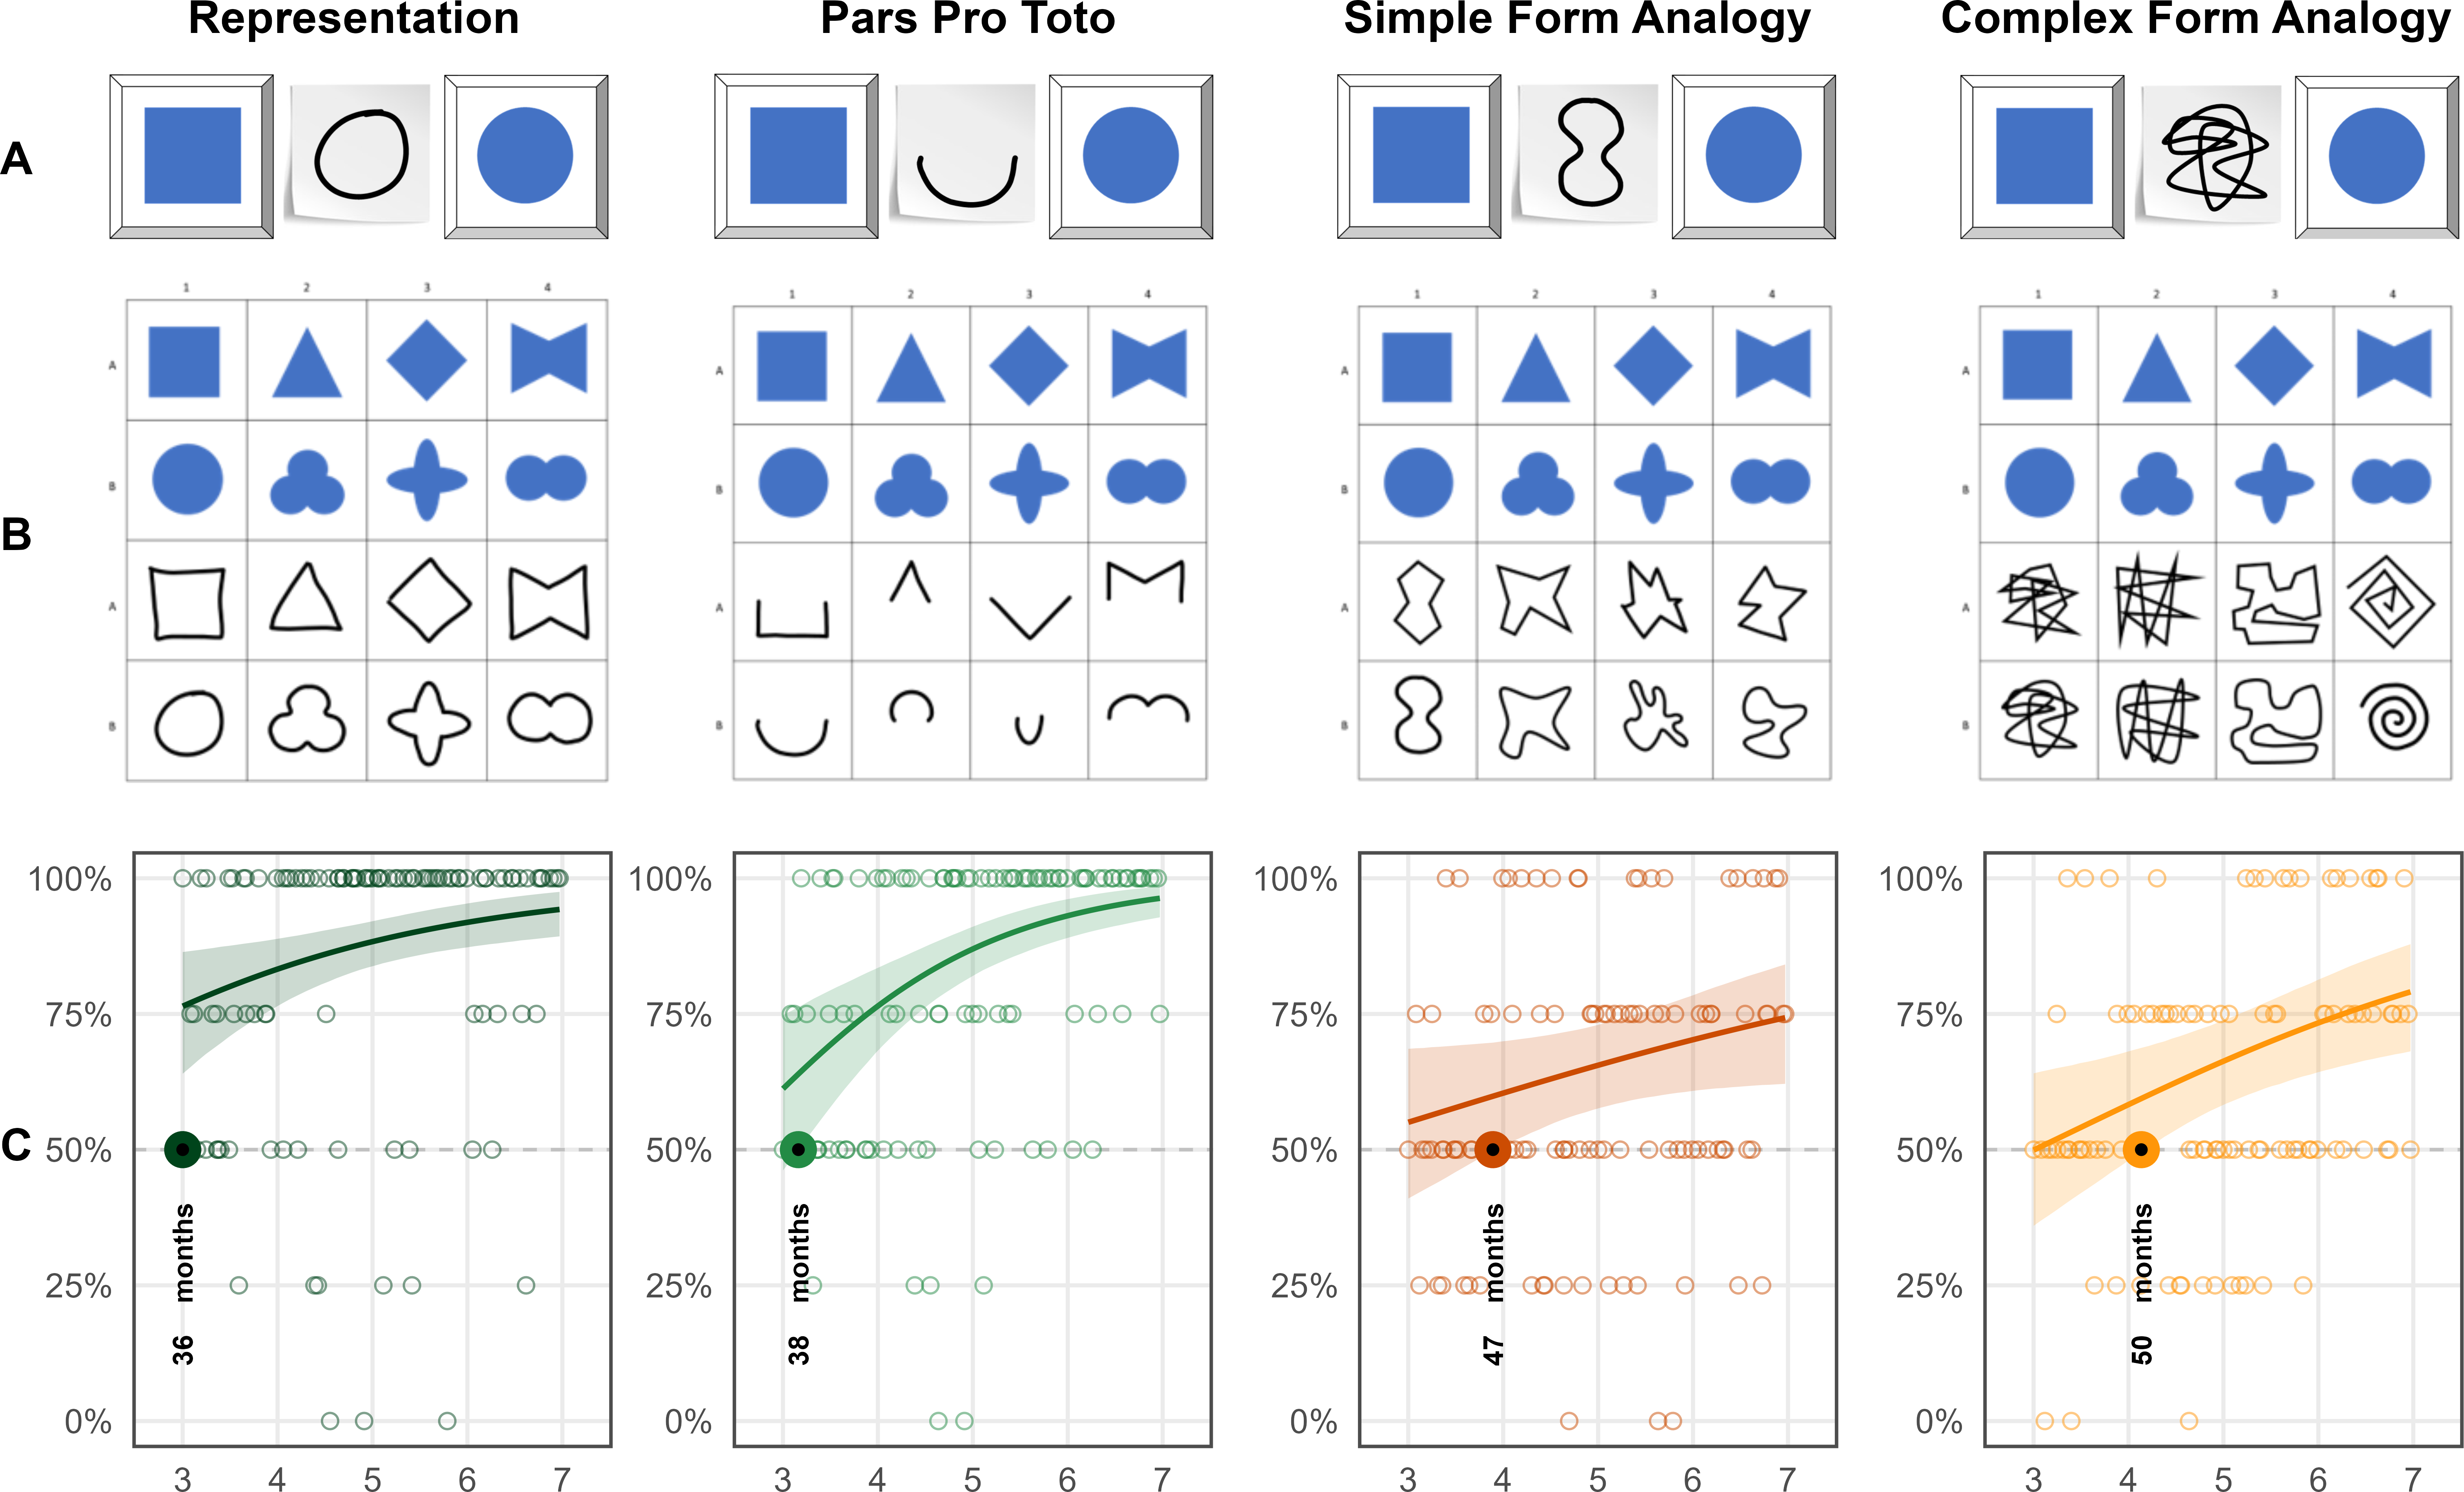 Representation Pars Pro Toto Simple Form Analogy Complex Form Analogy
A
1 2 3 4 1 2 3 4 1 2 3 4 1 2 3 4
A A A A
B B B B
B
A A A A
B B B B
100% 100% 100% 100%
75% 75% 75% 75%
C
50% 50% 50% 50%
25% 25% 25% 25%
0% 0% 0% 0%
36 months
38 months
47 months
50 months
3 4 5 6 7 3 4 5 6 7 3 4 5 6 7 3 4 5 6 7